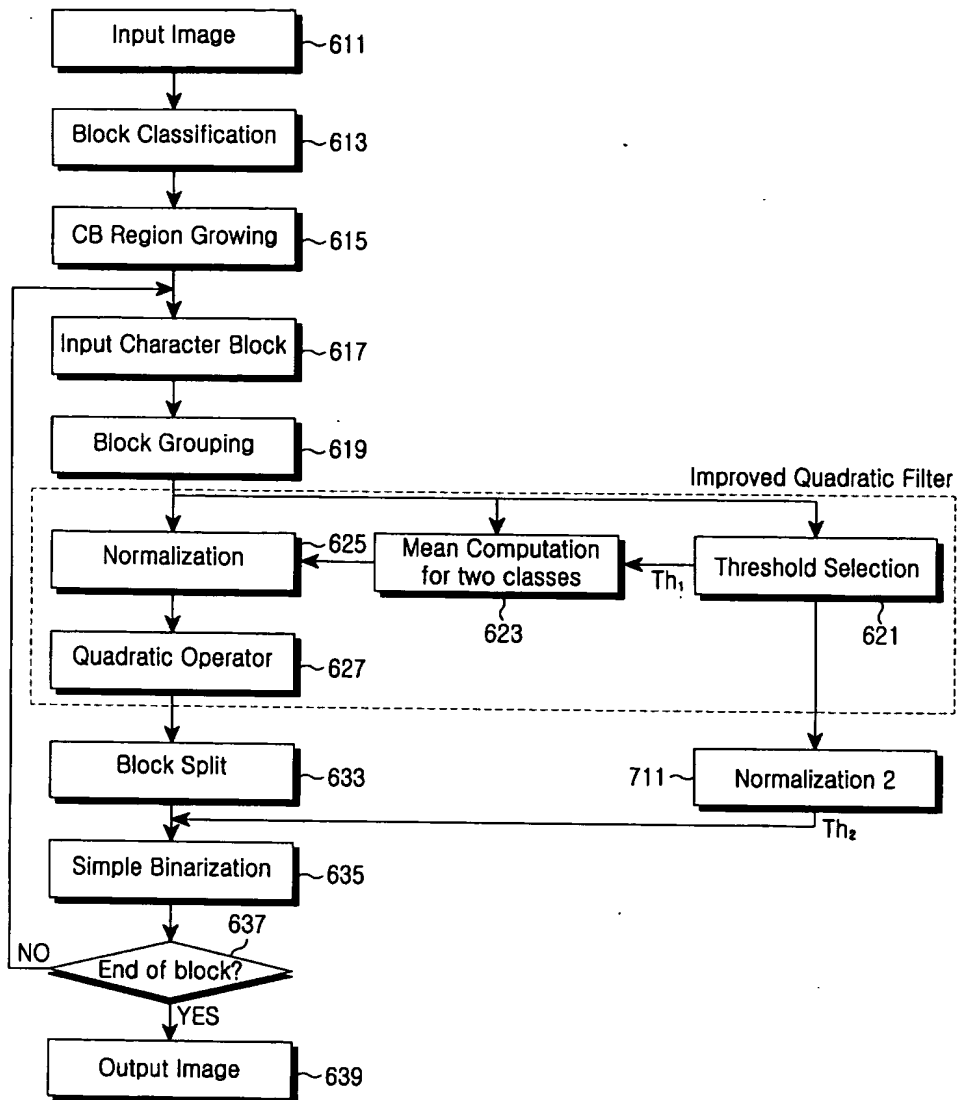 Input Image
611
Block Classification
613
CB Region Growing
615
Input Character Block
617
Block Grouping
619
Improved Quadratic Filter
Normalization
625
Mean Computation
for two classes
623
Th₁
Threshold Selection
621
Quadratic Operator
627
Block Split
633
711
Normalization 2
Th₂
Simple Binarization
635
637
NO
End of block?
YES
Output Image
639